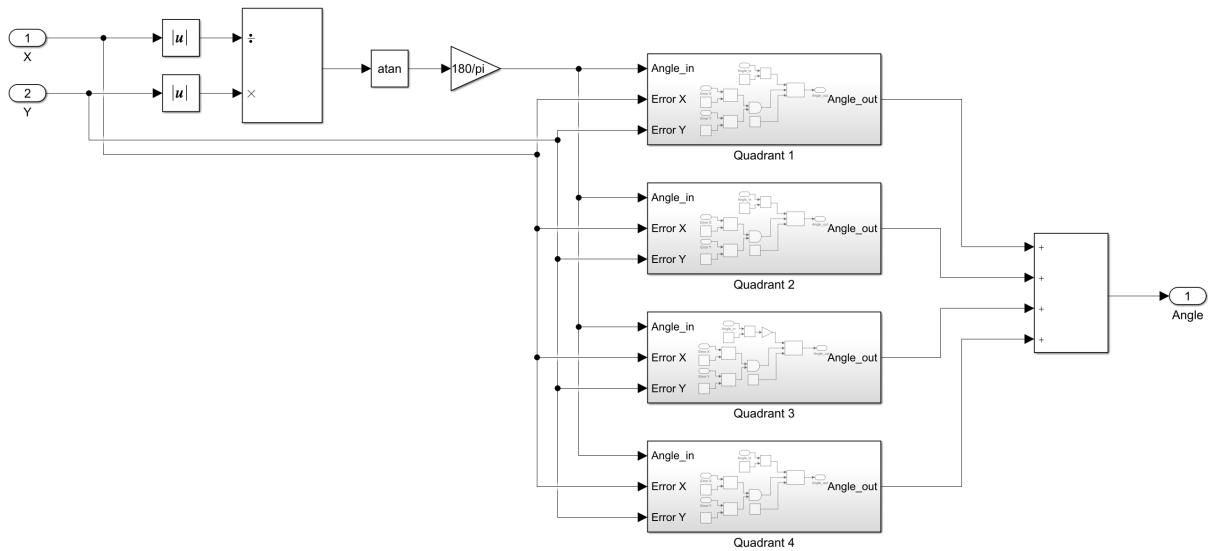 1
X
|u|
÷
2
Y
|u|
×
atan
180/pi
Angle_in
Error X
Error Y
Angle_out
Quadrant 1
Angle_in
Error X
Error Y
Angle_out
Quadrant 2
Angle_in
Error X
Error Y
Angle_out
Quadrant 3
Angle_in
Error X
Error Y
Angle_out
Quadrant 4
+
+
+
+
1
Angle